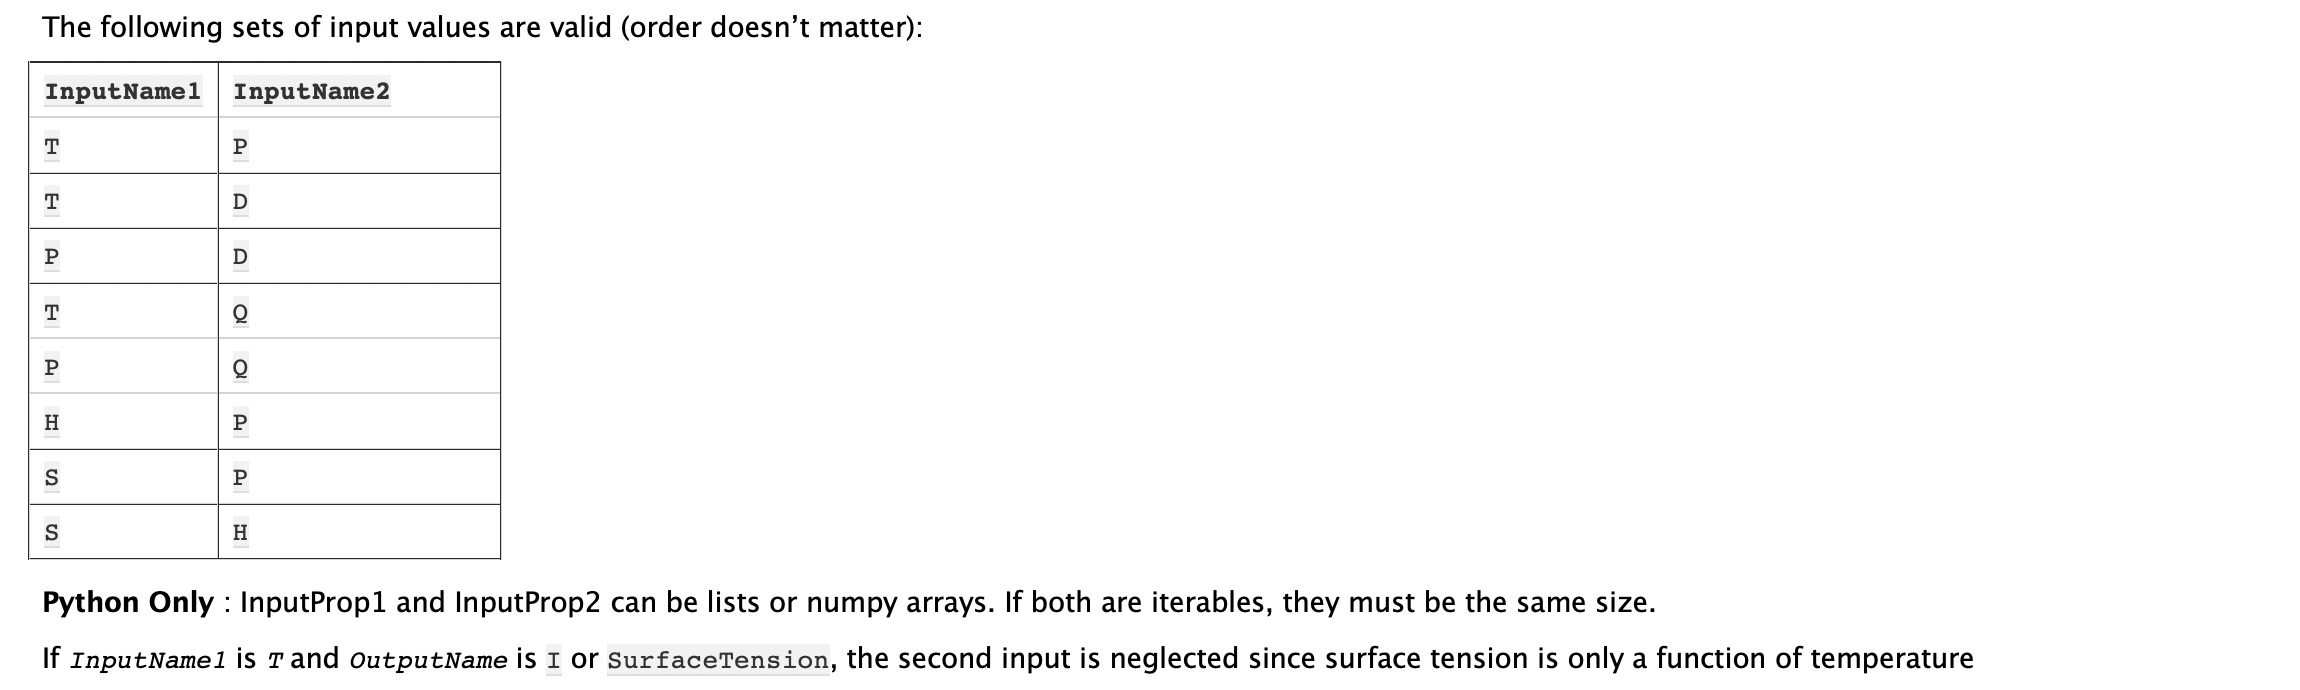 The following sets of input values are valid (order doesn’t matter):
InputName1 InputName2
T P
T D
P D
T Q
P Q
H P
S P
S H
Python Only : InputProp1 and InputProp2 can be lists or numpy arrays. If both are iterables, they must be the same size.
If InputName1 is T and OutputName is I or SurfaceTension, the second input is neglected since surface tension is only a function of temperature